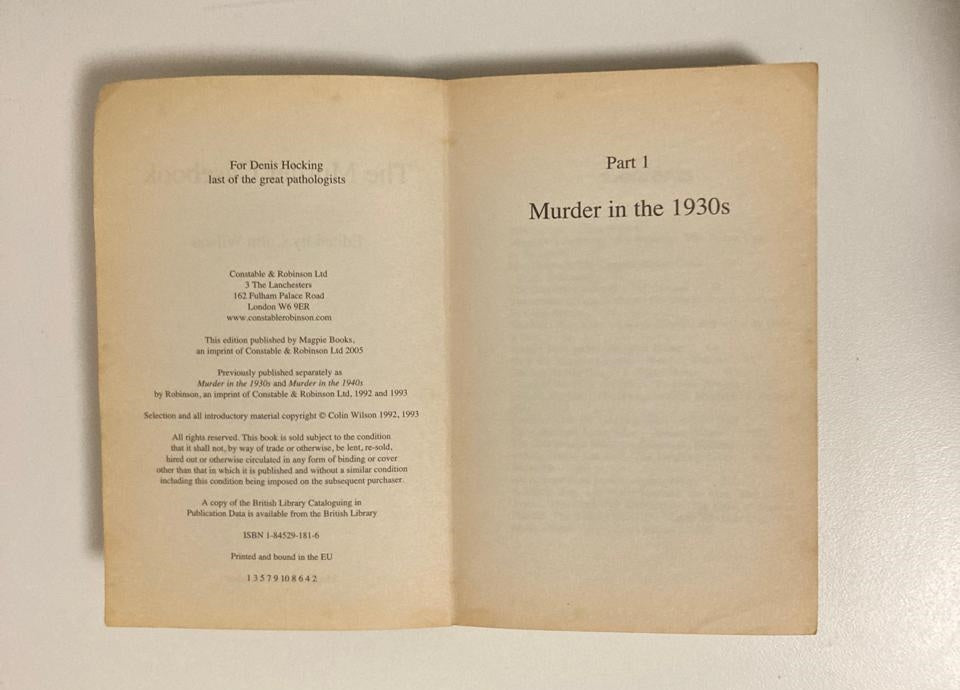 For Denis Hocking
last of the great pathologists
Constable & Robinson Ltd
3 The Lanchesters
162 Fulham Palace Road
London W6 9ER
www.constablerobinson.com
This edition published by Magpie Books,
an imprint of Constable & Robinson Ltd 2005
Previously published separately as
Murder in the 1930s and Murder in the 1940s
by Robinson, an imprint of Constable & Robinson Ltd, 1992 and 1993
Selection and all introductory material copyright © Colin Wilson 1992, 1993
All rights reserved. This book is sold subject to the condition
that it shall not, by way of trade or otherwise, be lent, re-sold,
hired out or otherwise circulated in any form of binding or cover
other than that in which it is published and without a similar condition
including this condition being imposed on the subsequent purchaser.
A copy of the British Library Cataloguing in
Publication Data is available from the British Library
ISBN 1-84529-181-6
Printed and bound in the EU
1 3 5 7 9 10 8 6 4 2
Part 1
Murder in the 1930s